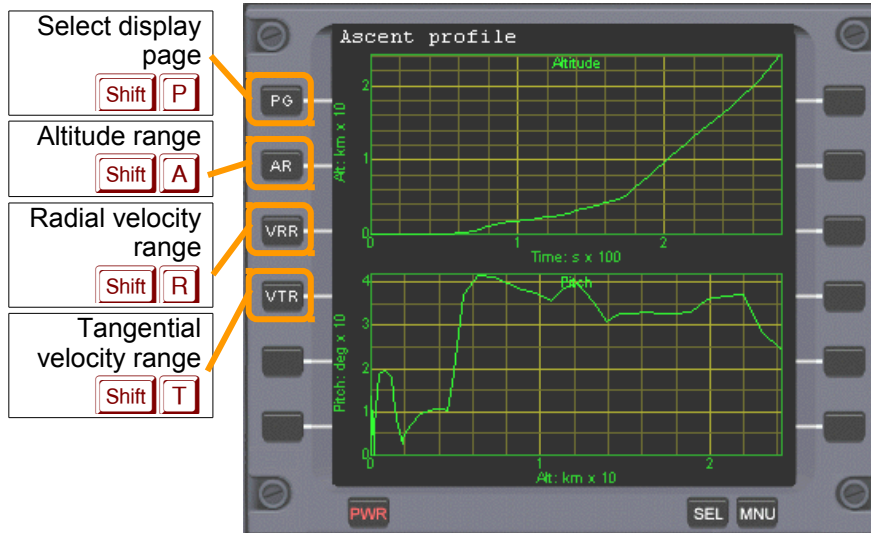 Select display
page
Shift P
Altitude range
Shift A
Radial velocity
range
Shift R
Tangential
velocity range
Shift T
PG
AR
VRR
VTR
Ascent profile
Altitude
Alt: km x 10
2
1
0
0 1 2
Time: s x 100
Pitch
Pitch: deg x 10
4
3
2
1
0
0 1 2
Alt: km x 10
PWR
SEL MNU